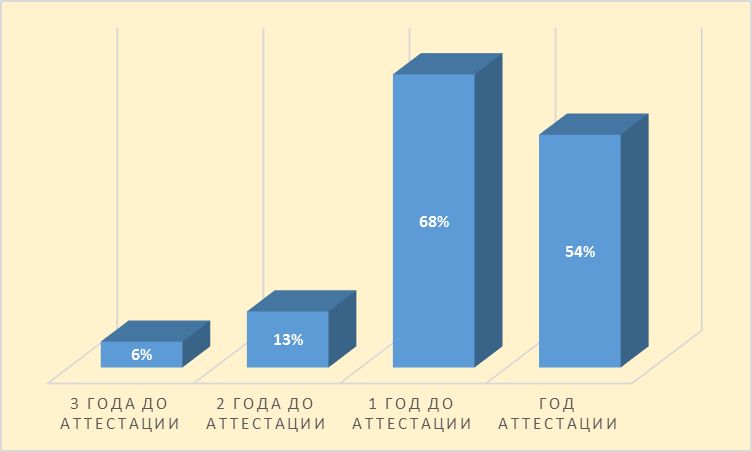 68%
54%
13%
6%
3 ГОДА ДО
АТТЕСТАЦИИ
2 ГОДА ДО
АТТЕСТАЦИИ
1 ГОД ДО
АТТЕСТАЦИИ
ГОД
АТТЕСТАЦИИ